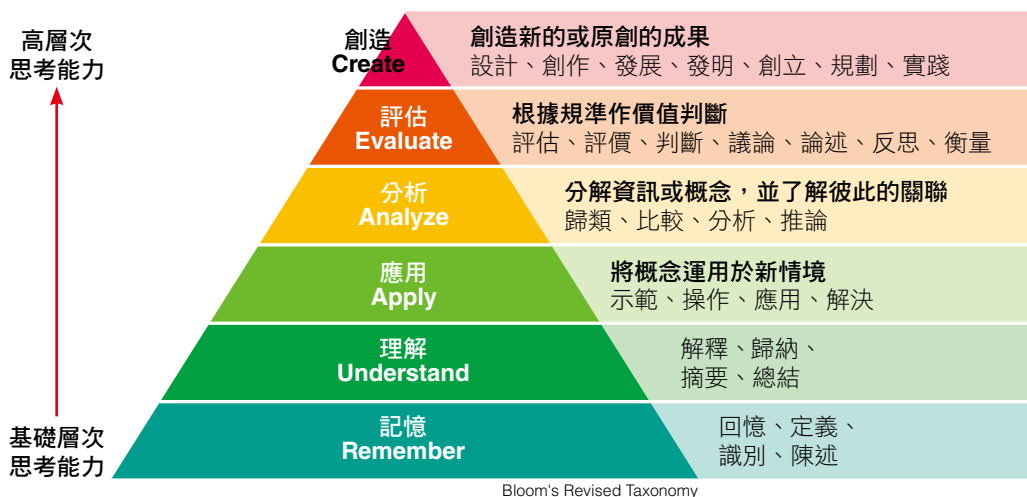 高層次
思考能力
創造
Create
創造新的或原創的成果
設計、創作、發展、發明、創立、規劃、實踐
評估
Evaluate
根據規準作價值判斷
評估、評價、判斷、議論、論述、反思、衡量
分析
Analyze
分解資訊或概念，並了解彼此的關聯
歸類、比較、分析、推論
應用
Apply
將概念運用於新情境
示範、操作、應用、解決
理解
Understand
解釋、歸納、
摘要、總結
記憶
Remember
回憶、定義、
識別、陳述
基礎層次
思考能力
Bloom's Revised Taxonomy